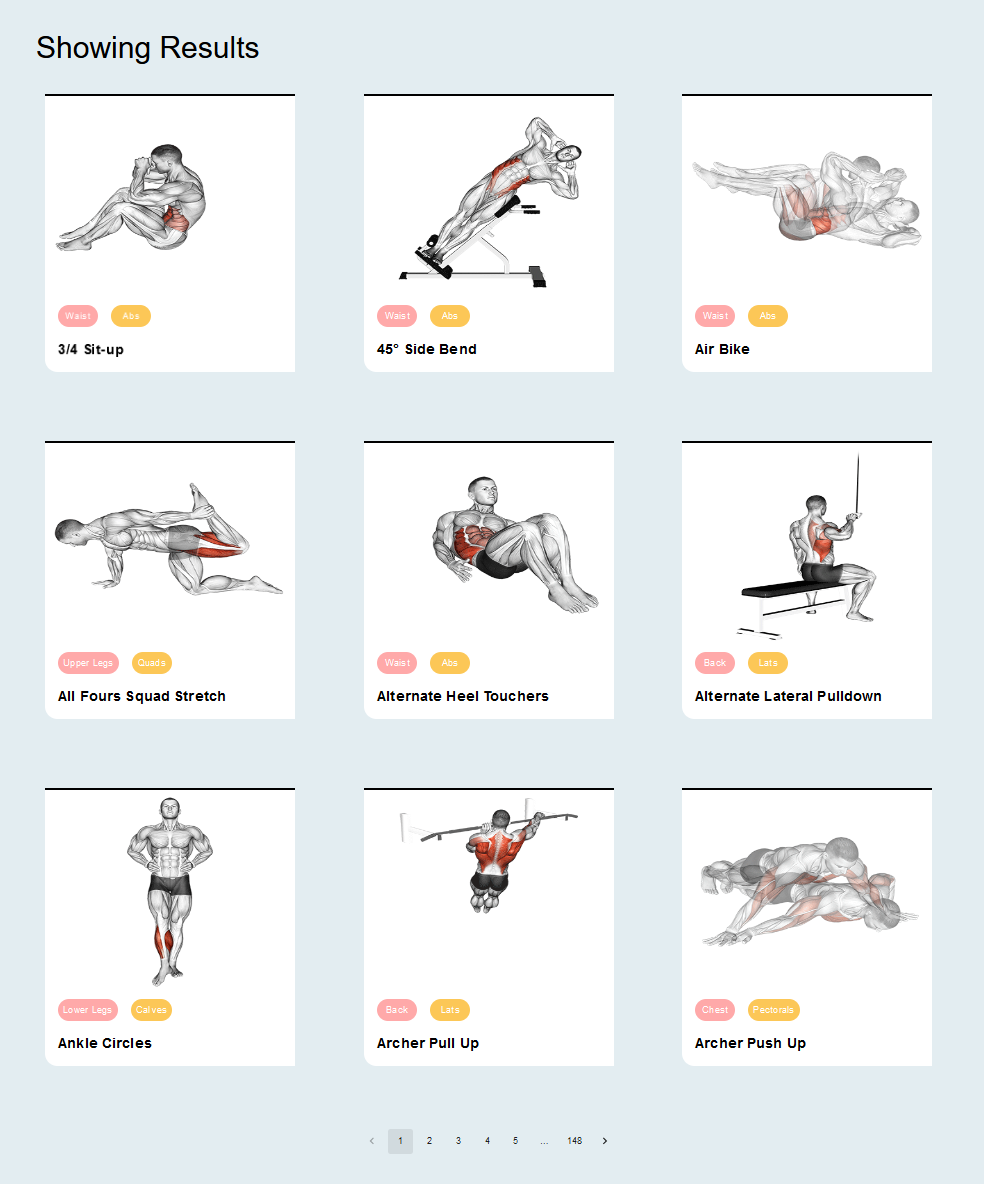 Showing Results
Waist Abs
3/4 Sit-up
Waist Abs
45° Side Bend
Waist Abs
Air Bike
Upper Legs Quads
All Fours Squad Stretch
Waist Abs
Alternate Heel Touchers
Back Lats
Alternate Lateral Pulldown
Lower Legs Calves
Ankle Circles
Back Lats
Archer Pull Up
Chest Pectorals
Archer Push Up
‹ 1 2 3 4 5 ... 148 ›